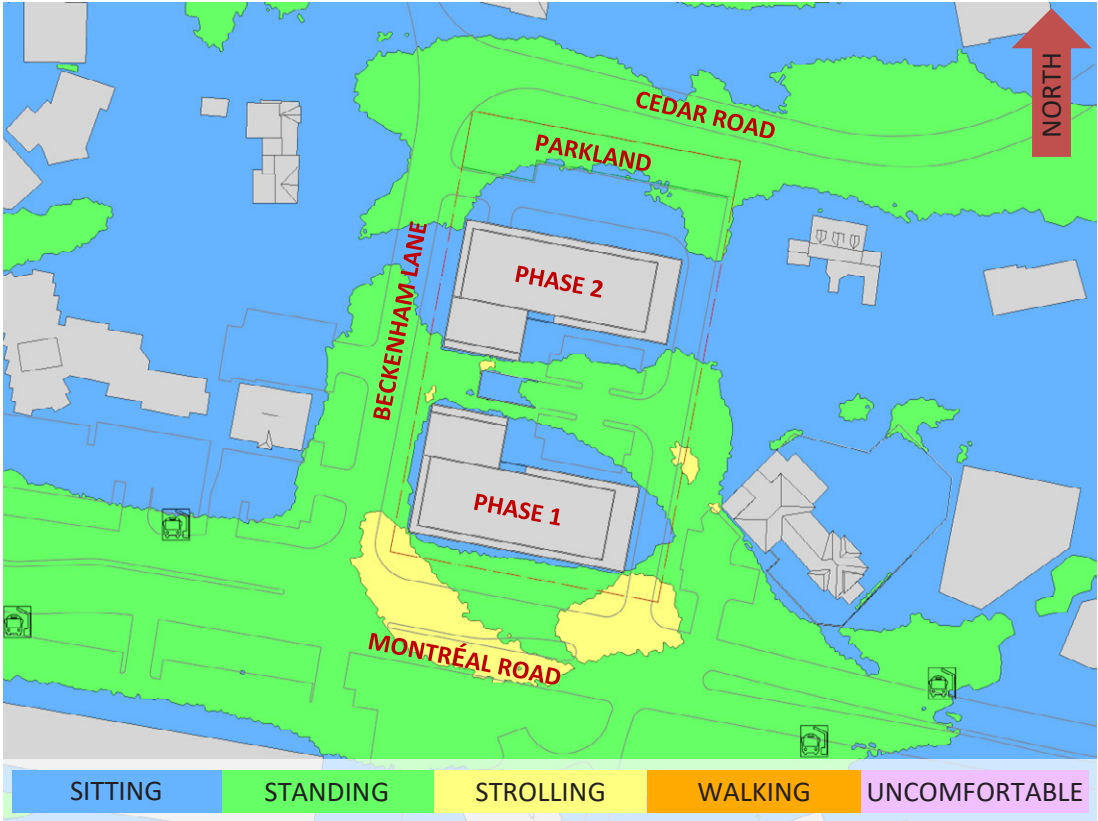 NORTH
CEDAR ROAD
PARKLAND
BECKENHAM LANE
PHASE 2
PHASE 1
MONTRÉAL ROAD
SITTING
STANDING
STROLLING
WALKING
UNCOMFORTABLE